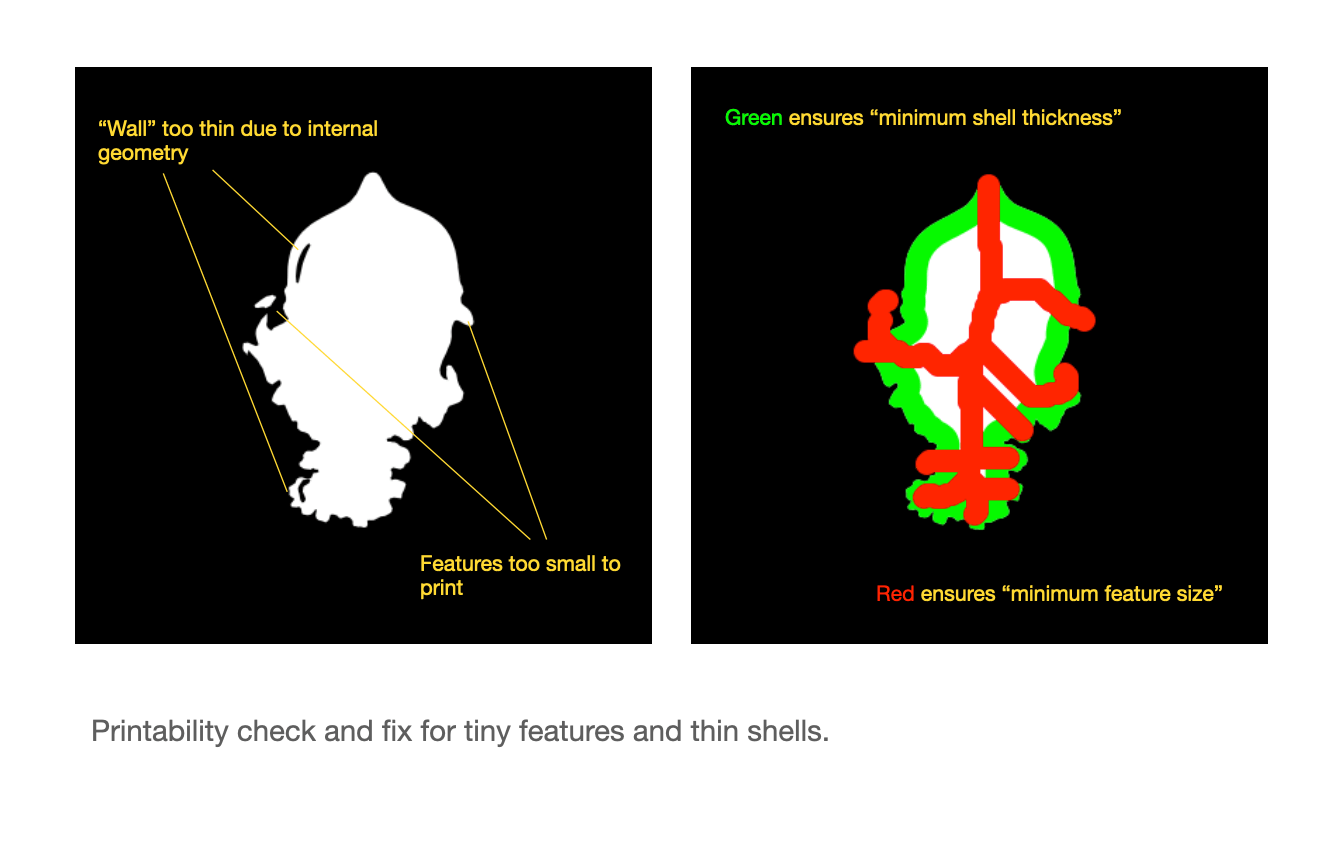 “Wall” too thin due to internal
geometry
Features too small to
print
Green ensures “minimum shell thickness”
Red ensures “minimum feature size”
Printability check and fix for tiny features and thin shells.